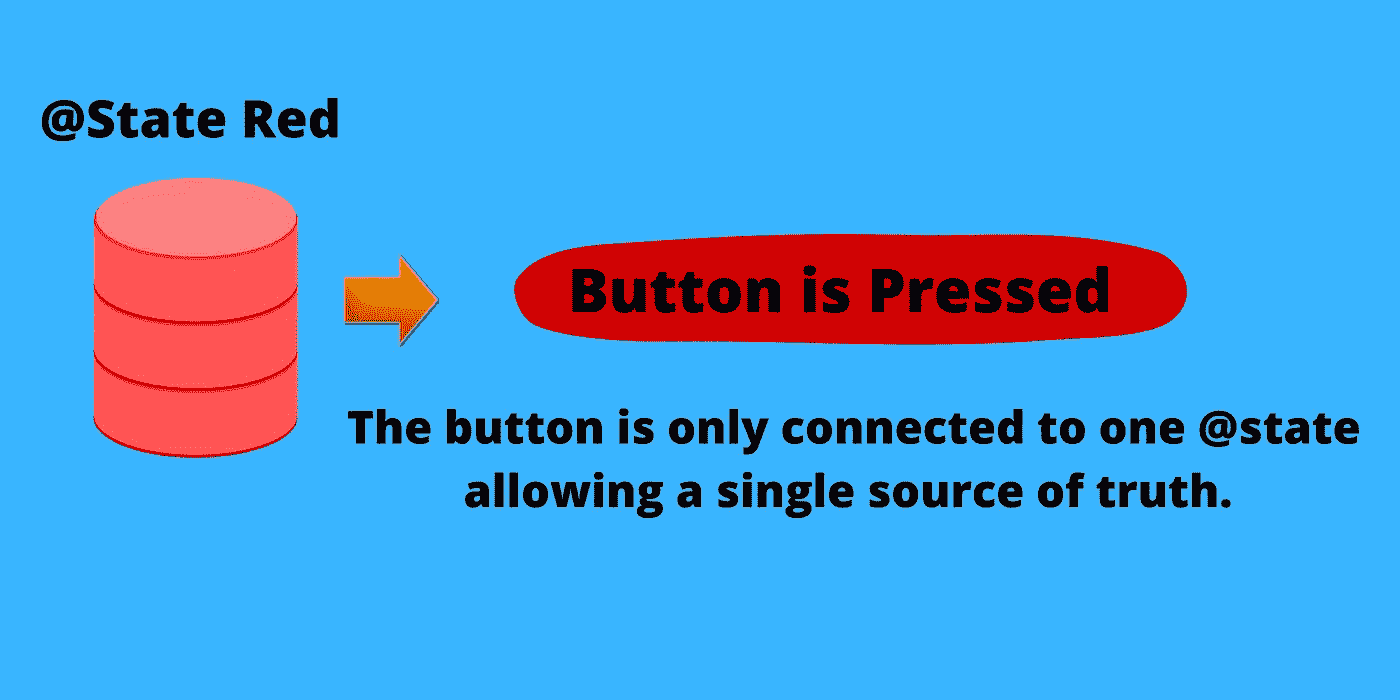 @State Red
Button is Pressed
The button is only connected to one @state
allowing a single source of truth.